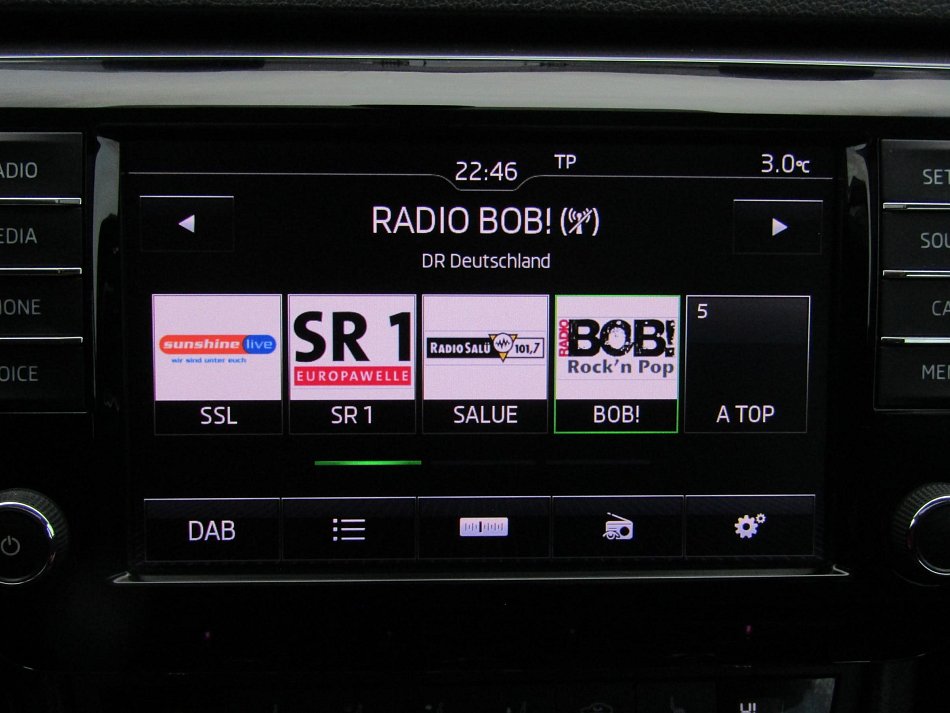 22:46 TP 3.0°C
RADIO BOB!
DR Deutschland
sunshine live
wir sind unter euch
SSL
SR 1
EUROPAWELLE
SR 1
RADIO SALÜ 101,7
SALUE
RADIO BOB!
Rock'n Pop
BOB!
5
A TOP
DAB
ADIO
EDIA
ONE
OICE
SET
SOU
CA
MEN